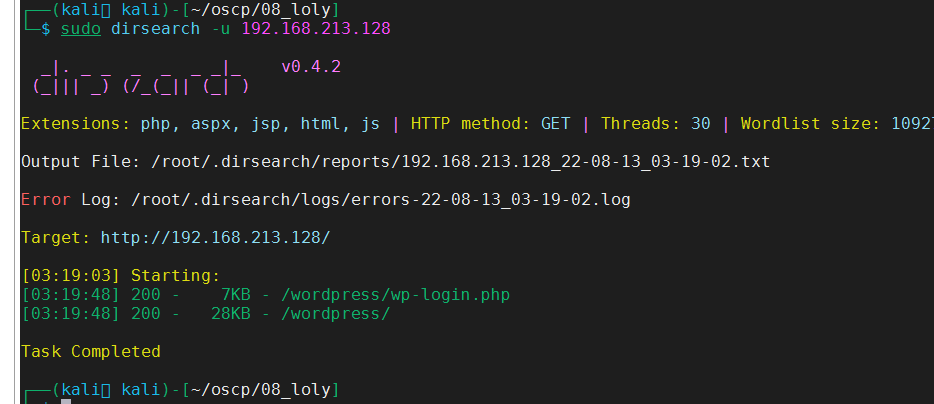 ┌──(kali㉿ kali)-[~/oscp/08_loly]
└─$ sudo dirsearch -u 192.168.213.128
_|. _ _  _  _  _ _|_    v0.4.2
(_||| _) (/_(_|| (_| )
Extensions: php, aspx, jsp, html, js | HTTP method: GET | Threads: 30 | Wordlist size: 10927
Output File: /root/.dirsearch/reports/192.168.213.128_22-08-13_03-19-02.txt
Error Log: /root/.dirsearch/logs/errors-22-08-13_03-19-02.log
Target: http://192.168.213.128/
[03:19:03] Starting:
[03:19:48] 200 -    7KB - /wordpress/wp-login.php
[03:19:48] 200 -   28KB - /wordpress/
Task Completed
┌──(kali㉿ kali)-[~/oscp/08_loly]